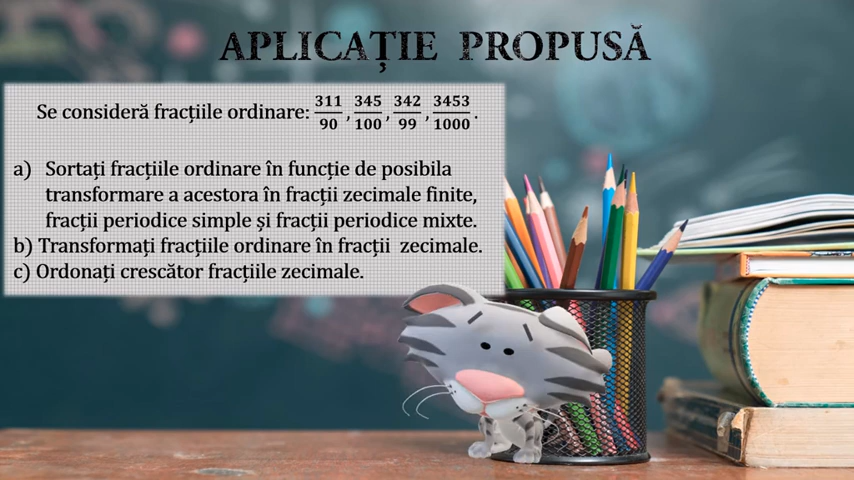 APLICAȚIE PROPUSĂ
Se consideră fracțiile ordinare: 311/90, 345/100, 342/99, 3453/1000.
a) Sortați fracțiile ordinare în funcție de posibila
transformare a acestora în fracții zecimale finite,
fracții periodice simple și fracții periodice mixte.
b) Transformați fracțiile ordinare în fracții zecimale.
c) Ordonați crescător fracțiile zecimale.